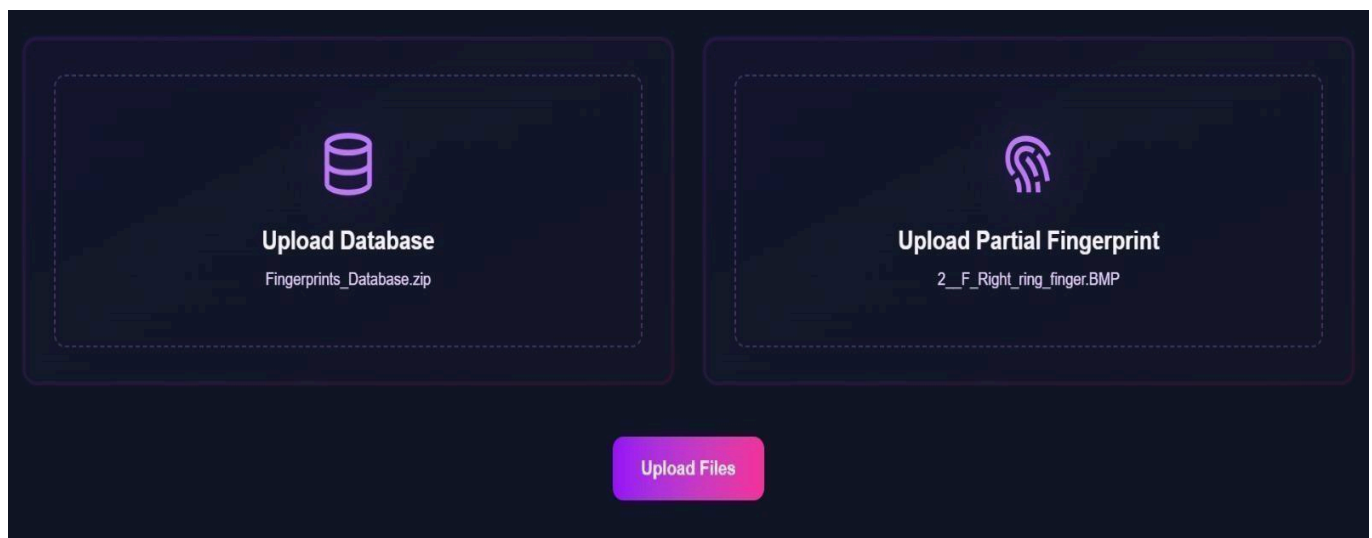 Upload Database
Fingerprints_Database.zip
Upload Partial Fingerprint
2__F_Right_ring_finger.BMP
Upload Files